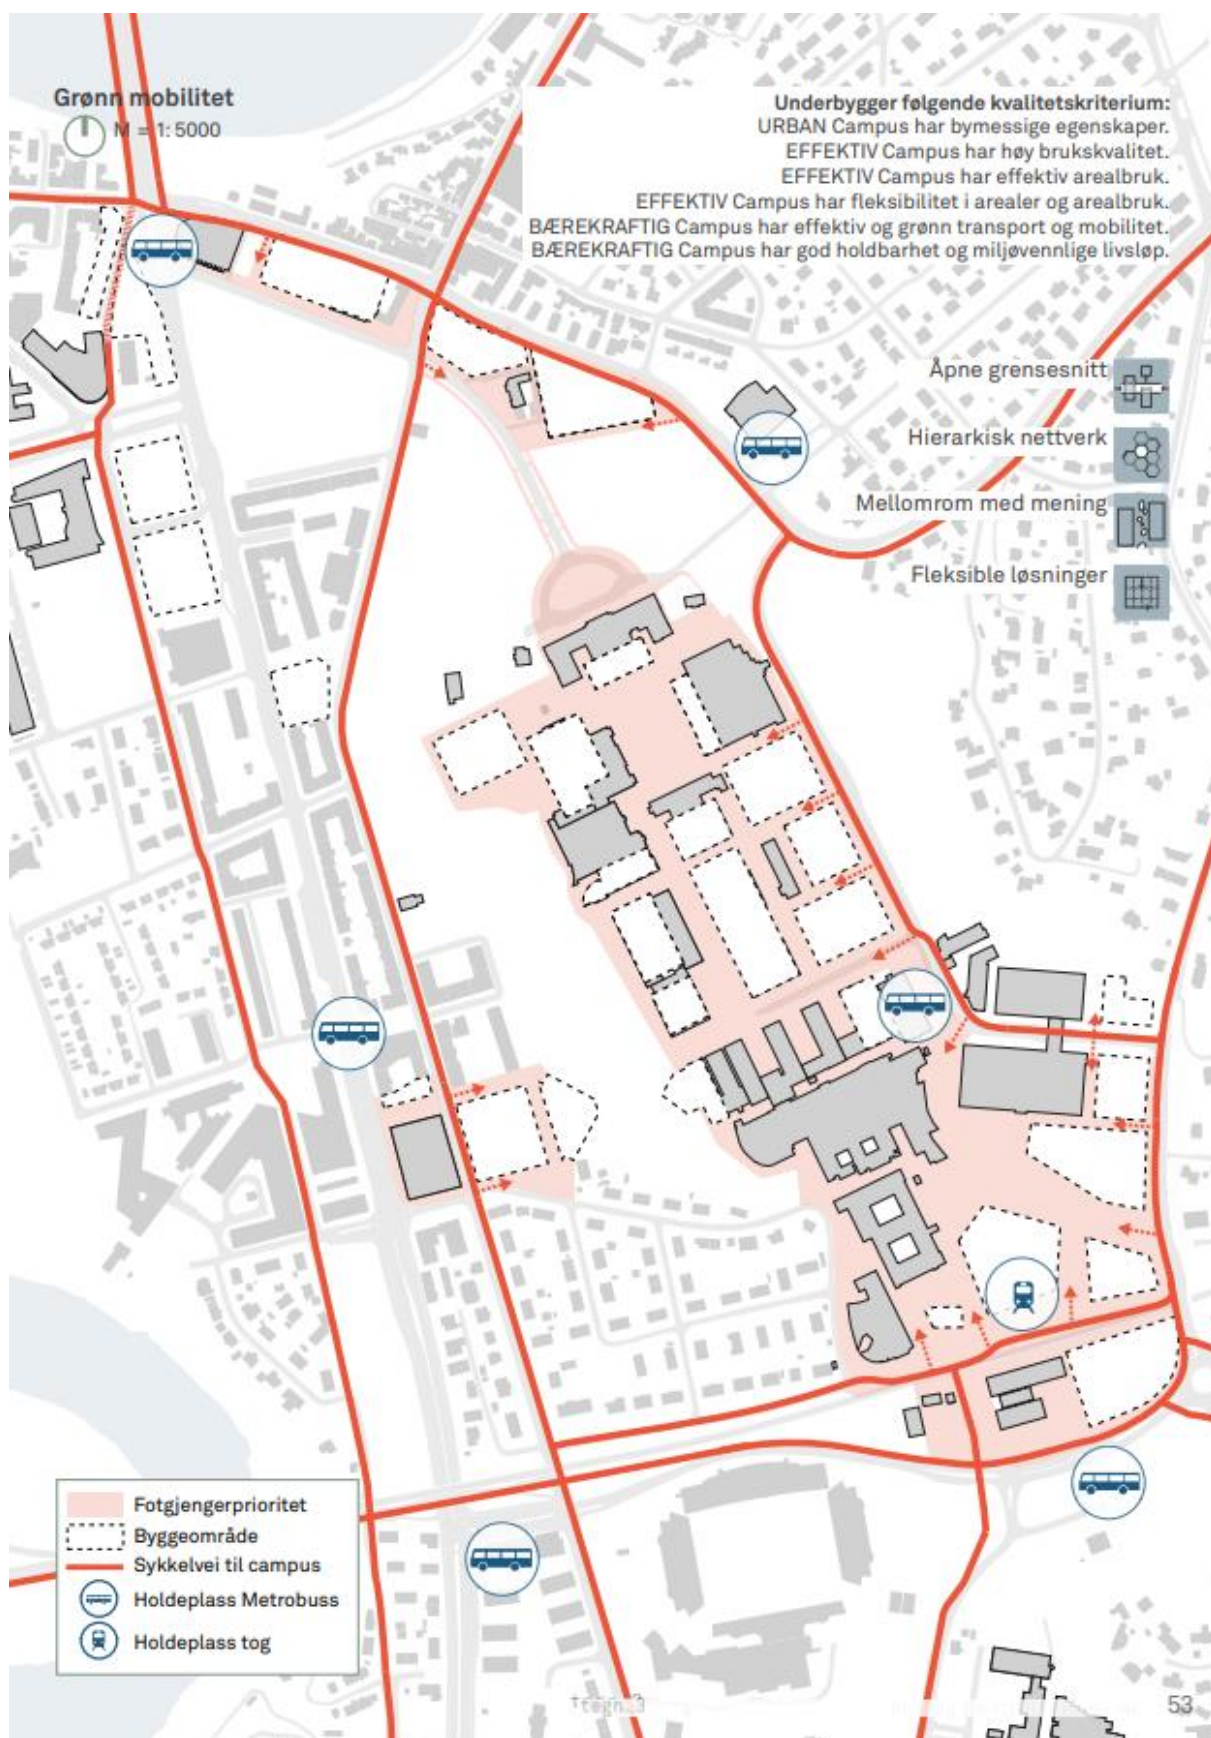 Grønn mobilitet
M = 1: 5000
Underbygger følgende kvalitetskriterium:
URBAN Campus har bymessige egenskaper.
EFFEKTIV Campus har høy brukskvalitet.
EFFEKTIV Campus har effektiv arealbruk.
EFFEKTIV Campus har fleksibilitet i arealer og arealbruk.
BÆREKRAFTIG Campus har effektiv og grønn transport og mobilitet.
BÆREKRAFTIG Campus har god holdbarhet og miljøvennlige livsløp.
Åpne grensesnitt
Hierarkisk nettverk
Mellomrom med mening
Fleksible løsninger
Fotgjengerprioritet
Byggeområde
Sykkelvei til campus
Holdeplass Metrobuss
Holdeplass tog
53